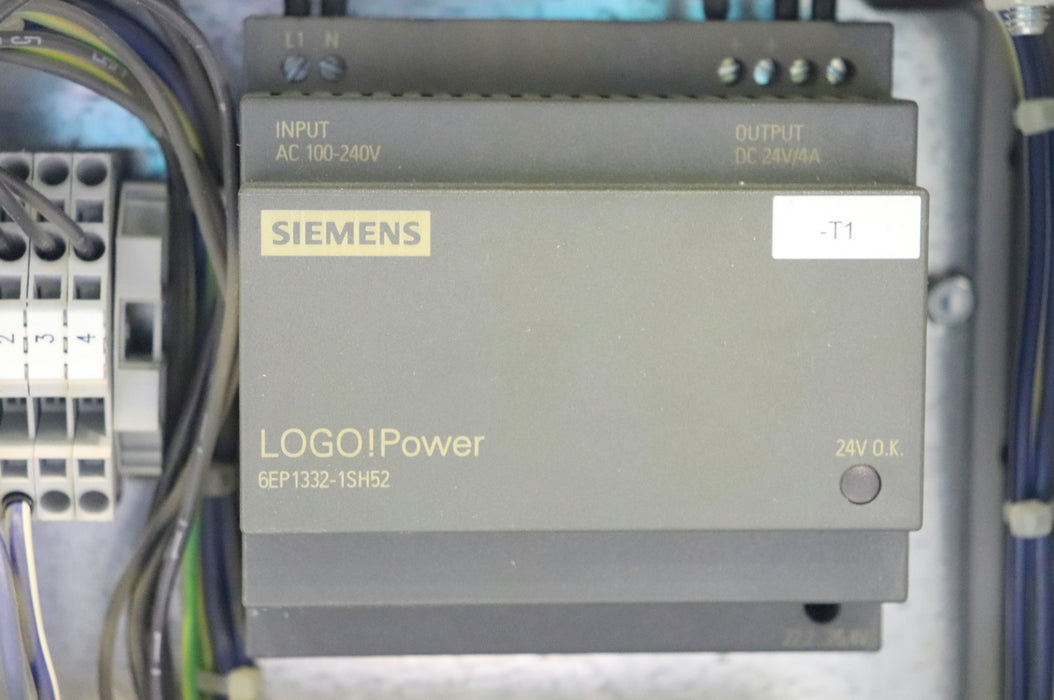 L1 N
INPUT
AC 100-240V
OUTPUT
DC 24V/4A
SIEMENS
-T1
2 3 4
LOGO!Power
6EP1332-1SH52
24V O.K.